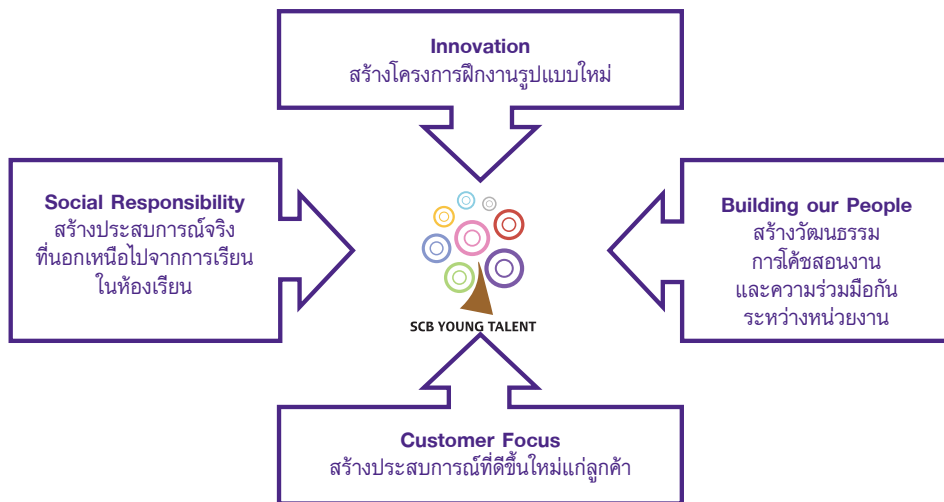 Innovation
สร้างโครงการฝึกงานรูปแบบใหม่
Social Responsibility
สร้างประสบการณ์จริง
ที่นอกเหนือไปจากการเรียน
ในห้องเรียน
SCB YOUNG TALENT
Building our People
สร้างวัฒนธรรม
การโค้ชสอนงาน
และความร่วมมือกัน
ระหว่างหน่วยงาน
Customer Focus
สร้างประสบการณ์ที่ดีขึ้นใหม่แก่ลูกค้า